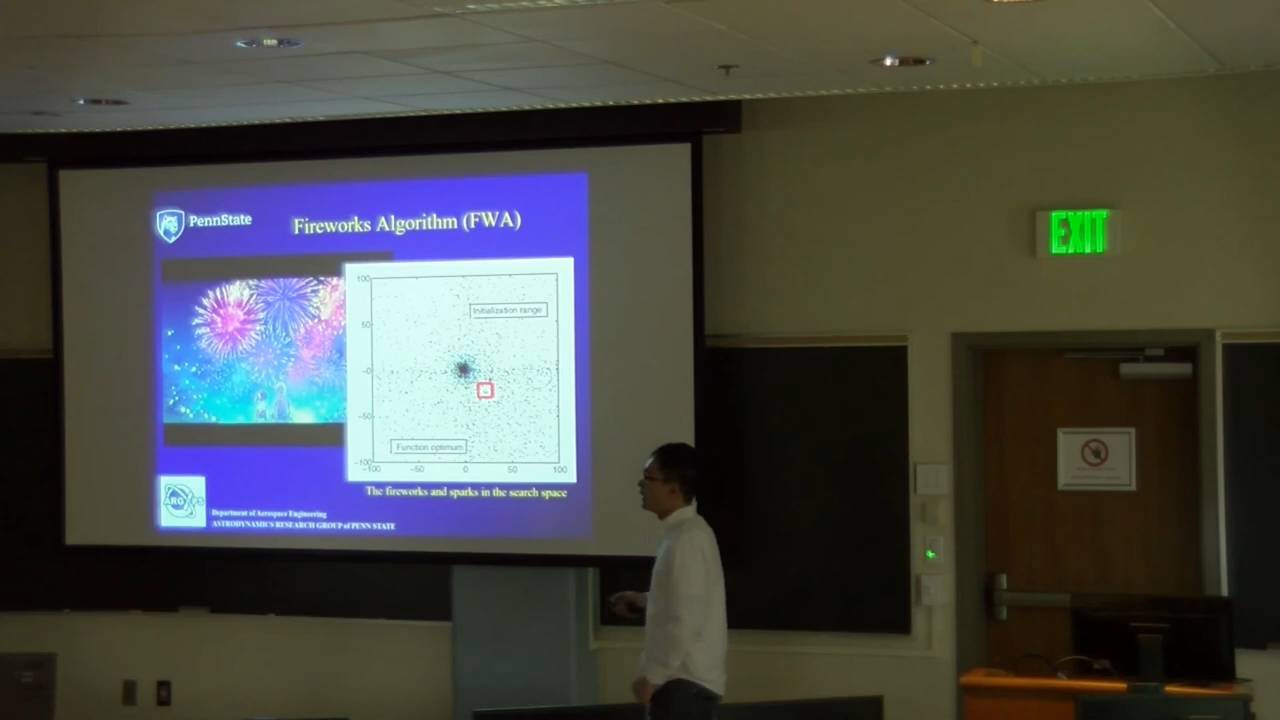 PennState
Fireworks Algorithm (FWA)
EXIT
100
Initialization range
50
-0
-50
Function optimum
-100
-100 -50 0 50 100
The fireworks and sparks in the search space
ARGoPS
Department of Aerospace Engineering
ASTRODYNAMICS RESEARCH GROUP of PENN STATE